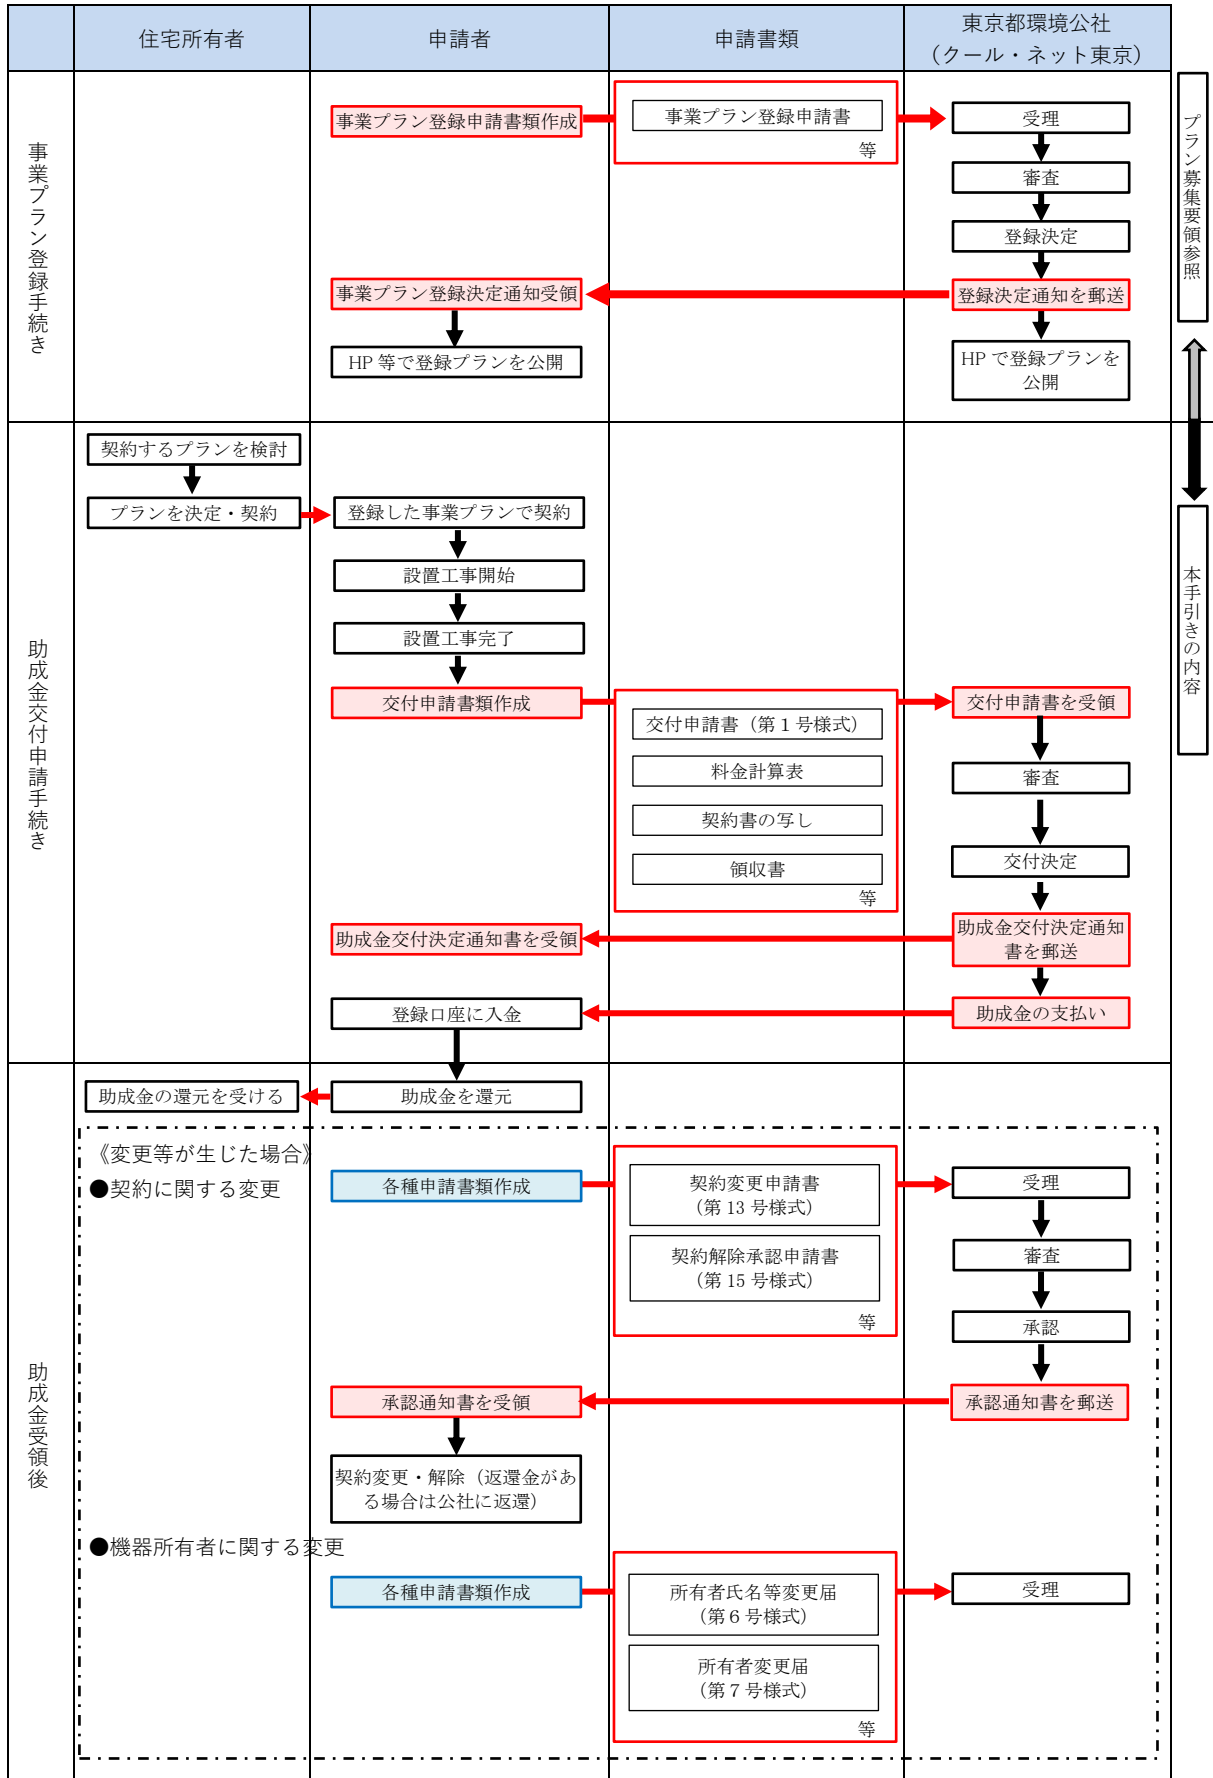 住宅所有者
申請者
申請書類
東京都環境公社
（クール・ネット東京）
事業プラン登録手続き
事業プラン登録申請書類作成
事業プラン登録申請書
等
受理
審査
登録決定
事業プラン登録決定通知受領
登録決定通知を郵送
HP 等で登録プランを公開
HP で登録プランを
公開
プラン募集要領参照
助成金交付申請手続き
契約するプランを検討
プランを決定・契約
登録した事業プランで契約
設置工事開始
設置工事完了
交付申請書類作成
交付申請書（第１号様式）
料金計算表
契約書の写し
領収書
等
交付申請書を受領
審査
交付決定
助成金交付決定通知書を受領
助成金交付決定通知
書を郵送
登録口座に入金
助成金の支払い
本手引きの内容
助成金受領後
助成金の還元を受ける
助成金を還元
《変更等が生じた場合》
●契約に関する変更
各種申請書類作成
契約変更申請書
（第 13 号様式）
契約解除承認申請書
（第 15 号様式）
等
受理
審査
承認
承認通知書を受領
承認通知書を郵送
契約変更・解除（返還金があ
る場合は公社に返還）
●機器所有者に関する変更
各種申請書類作成
所有者氏名等変更届
（第６号様式）
所有者変更届
（第７号様式）
等
受理